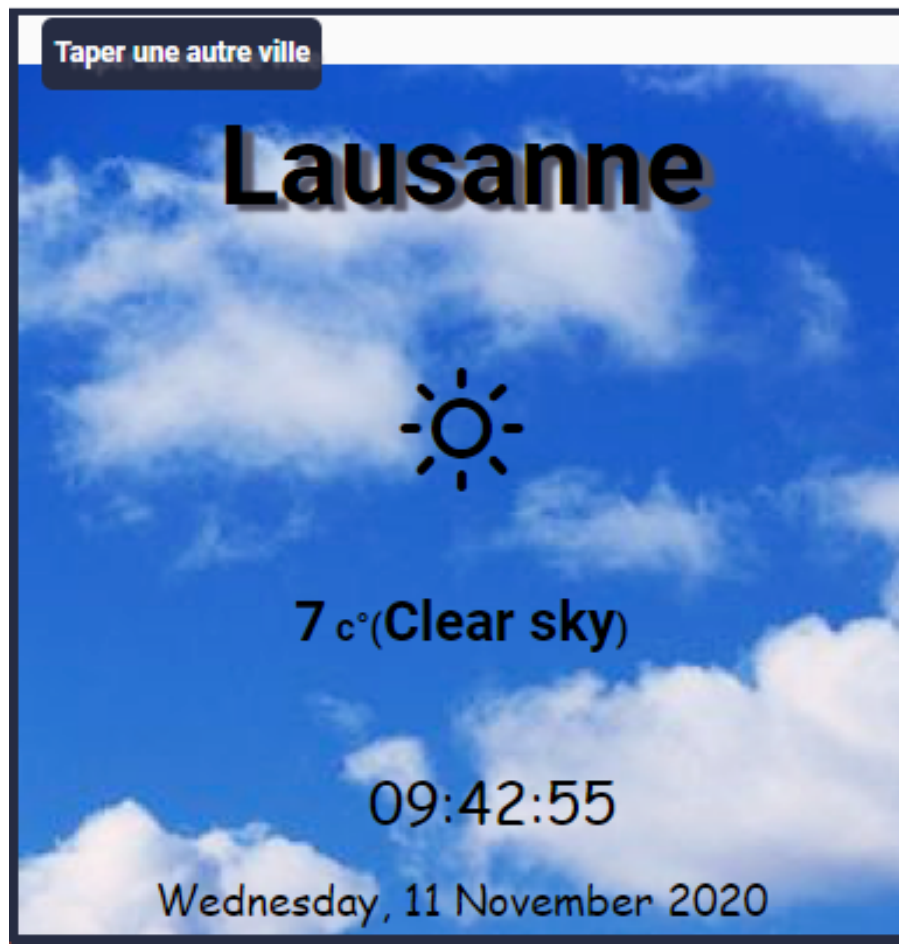 Taper une autre ville
Lausanne
7 c°(Clear sky)
09:42:55
Wednesday, 11 November 2020